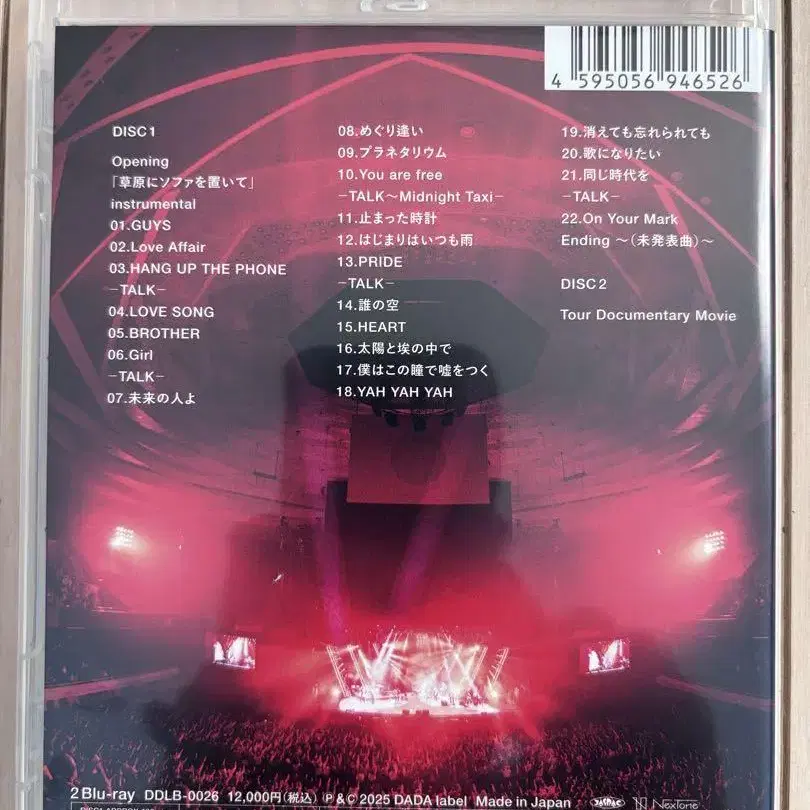 4 595056 946526
DISC1
Opening
「草原にソファを置いて」
instrumental
01.GUYS
02.Love Affair
03.HANG UP THE PHONE
−TALK−
04.LOVE SONG
05.BROTHER
06.Girl
−TALK−
07.未来の人よ
08.めぐり逢い
09.プラネタリウム
10.You are free
−TALK〜Midnight Taxi−
11.止まった時計
12.はじまりはいつも雨
13.PRIDE
−TALK−
14.誰の空
15.HEART
16.太陽と埃の中で
17.僕はこの瞳で嘘をつく
18.YAH YAH YAH
19.消えても忘れられても
20.歌になりたい
21.同じ時代を
−TALK−
22.On Your Mark
Ending 〜(未発表曲)〜
DISC2
Tour Documentary Movie
2Blu-ray DDLB-0026 12,000円(税込) Ⓟ&©2025 DADA label Made in Japan JASRAC NexTone